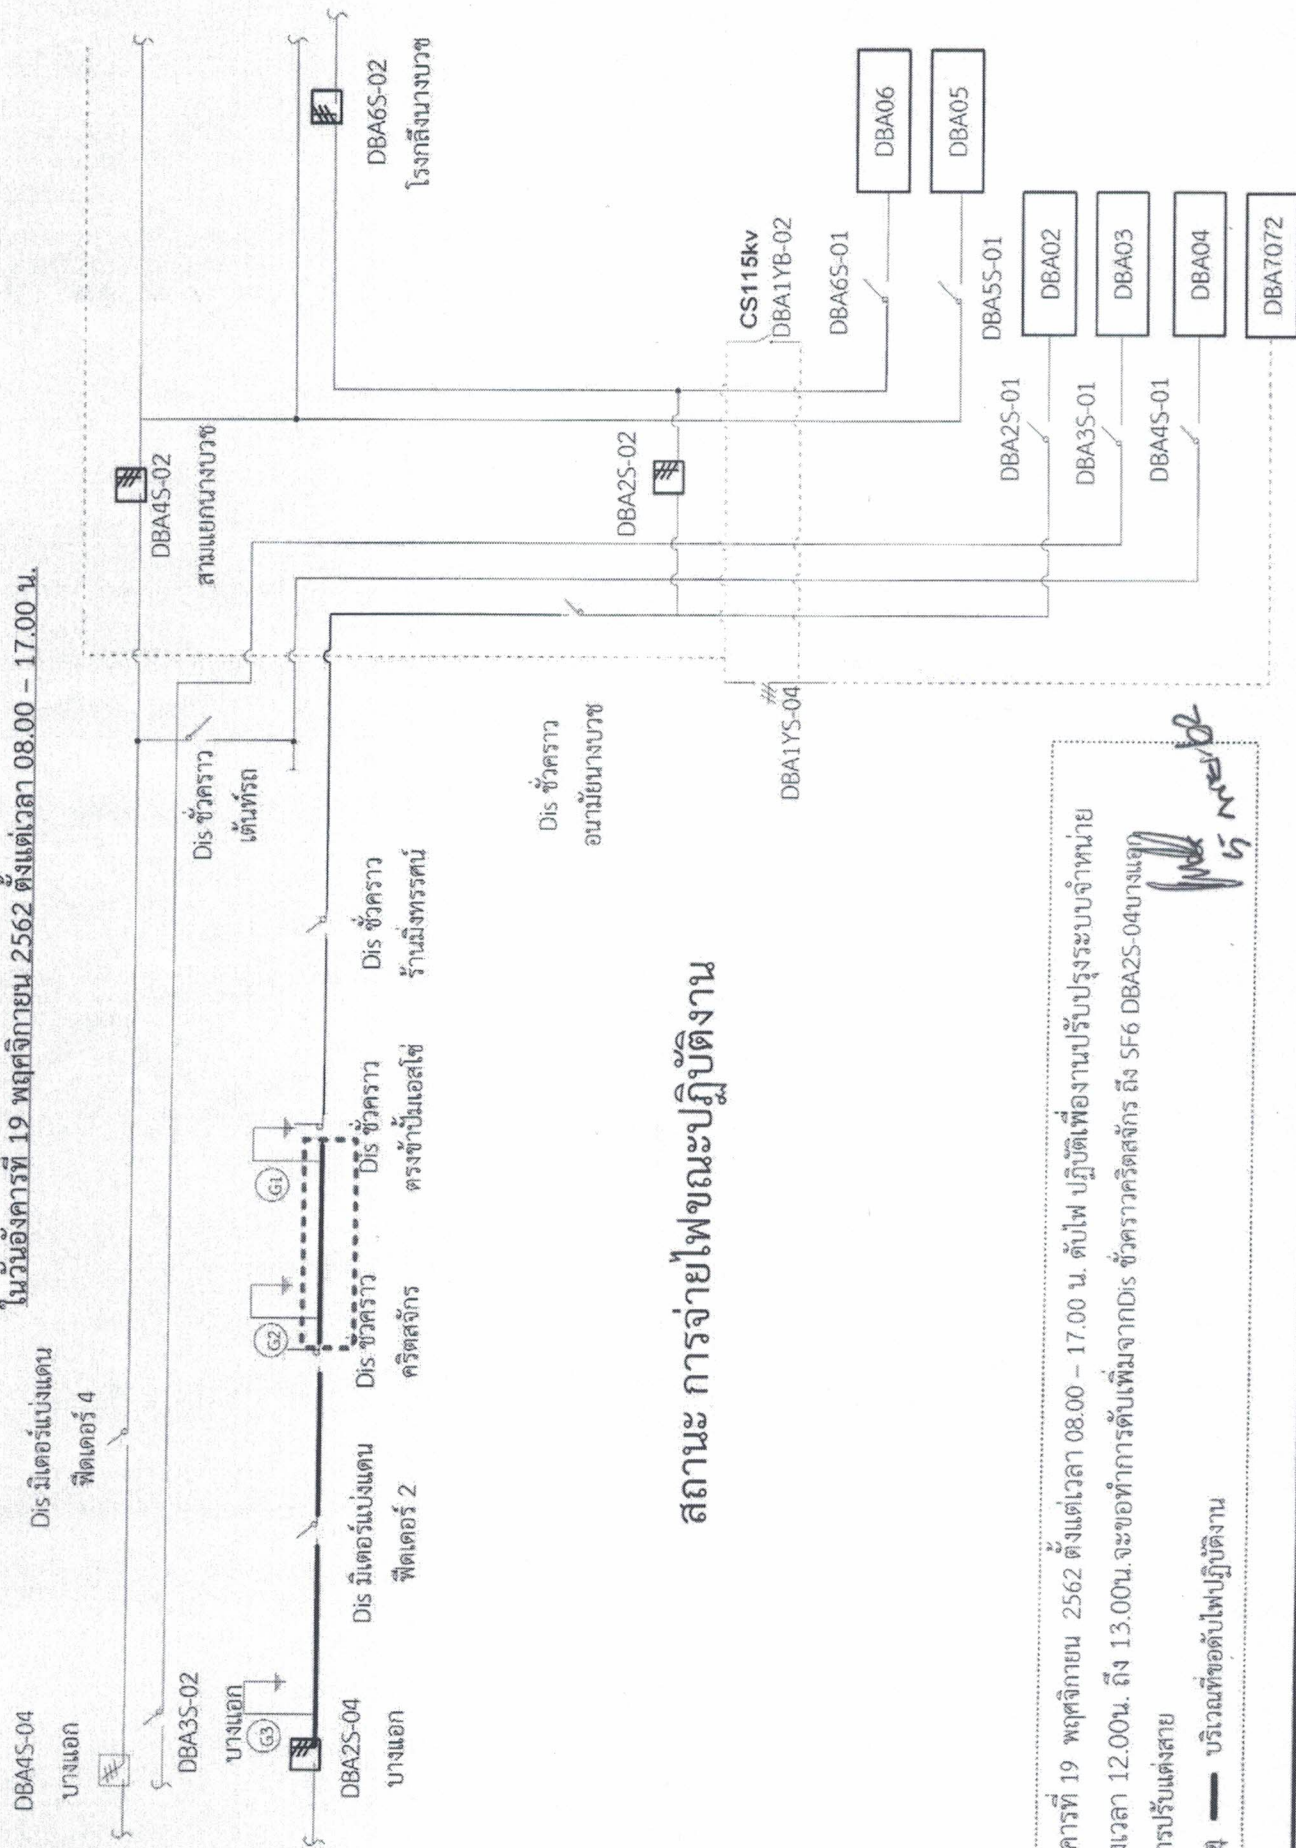 ในวันอังคารที่ 19 พฤศจิกายน 2562 ตั้งแต่เวลา 08.00 – 17.00 น.
DBA4S-04
บางแอก
Dis มิเตอร์แบ่งแดน
ฟีดเดอร์ 4
DBA3S-02
บางแอก
G3
DBA2S-04
บางแอก
Dis มิเตอร์แบ่งแดน
ฟีดเดอร์ 2
G2
Dis ชั่วคราว
คริตสจักร
G1
Dis ชั่วคราว
ตรงข้าปั๊มเอสโซ่
Dis ชั่วคราว
ร้านมิ่งทรรศน์
Dis ชั่วคราว
เต้นท์รถ
DBA4S-02
สามแยกนางบวช
DBA6S-02
โรงกลึงนางบวช
Dis ชั่วคราว
อนามัยนางบวช
DBA2S-02
CS115kv
DBA1YB-02
DBA1YS-04
DBA6S-01
DBA06
DBA5S-01
DBA05
DBA2S-01
DBA02
DBA3S-01
DBA03
DBA4S-01
DBA04
DBA7072
สถานะ การจ่ายไฟขณะปฏิบัติงาน
คารที่ 19 พฤศจิกายน 2562 ตั้งแต่เวลา 08.00 – 17.00 น. ดับไฟ ปฏิบัติเพื่องานปรับปรุงระบบจำหน่าย
เวลา 12.00น. ถึง 13.00น.จะขอทำการดับเพิ่มจากDis ชั่วคราวคริตสจักร ถึง SF6 DBA2S-04บางแอก
ารปรับแต่งสาย
บริเวณที่ขอดับไฟปฏิบัติงาน